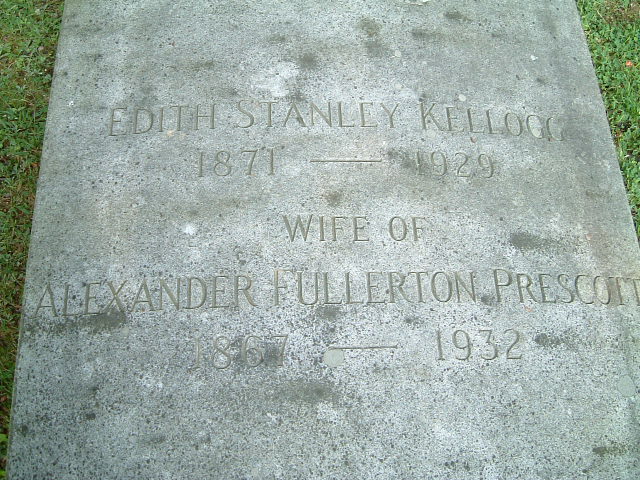 EDITH STANLEY KELLOGG
1871 — 1929
WIFE OF
ALEXANDER FULLERTON PRESCOTT
1867 — 1932